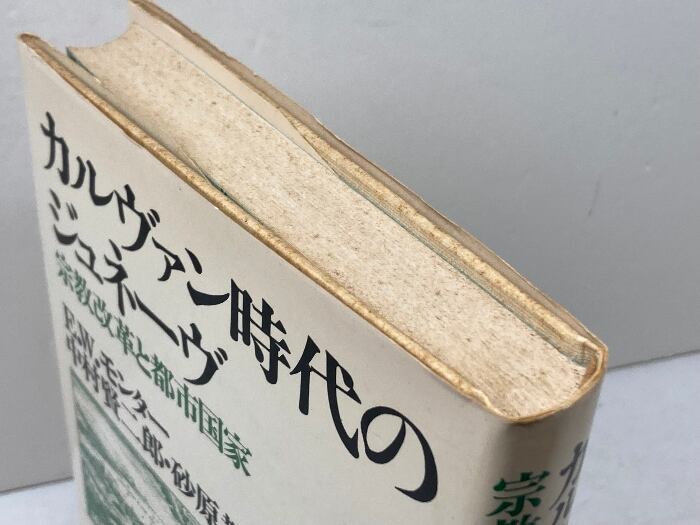 カルヴァン時代の
ジュネーヴ
宗教改革と都市国家
E.W.モンター
中村賢二郎・砂原
カル
宗教